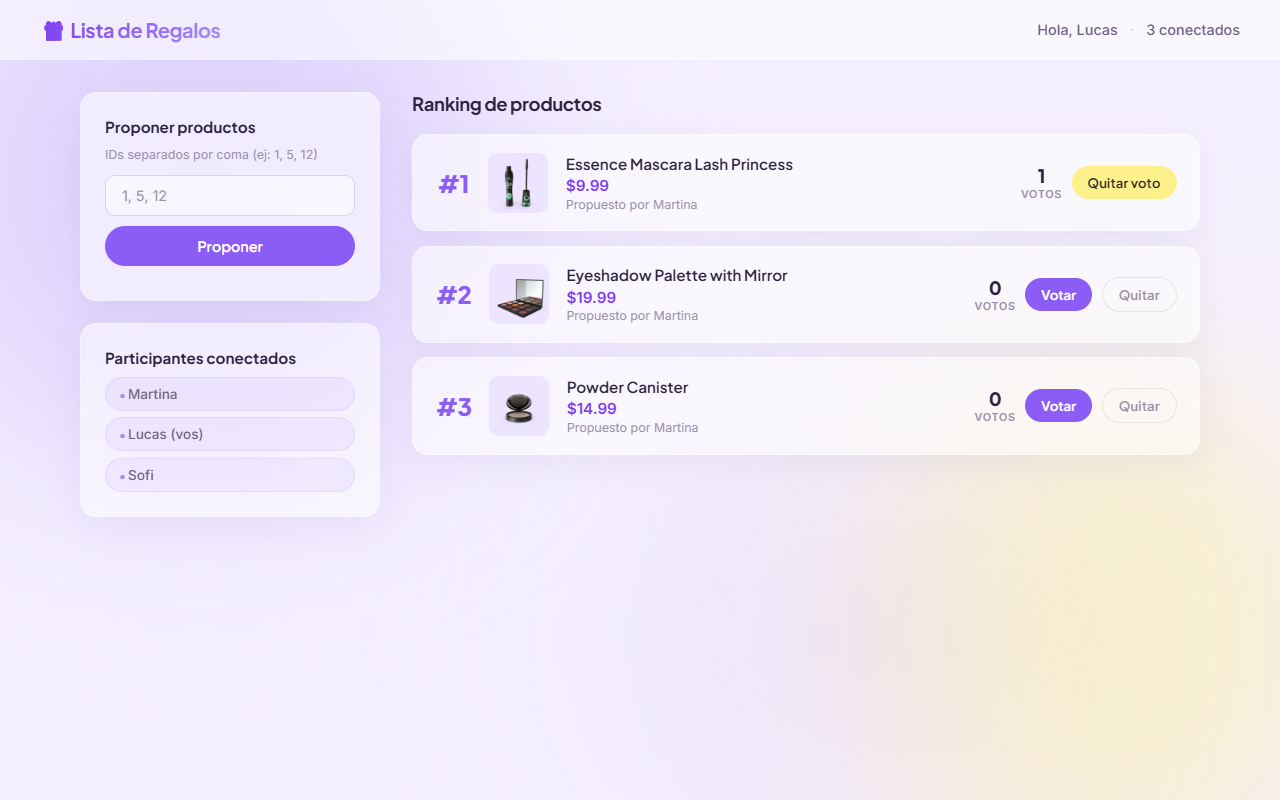 Lista de Regalos
Hola, Lucas · 3 conectados
Proponer productos
IDs separados por coma (ej: 1, 5, 12)
1, 5, 12
Proponer
Participantes conectados
Martina
Lucas (vos)
Sofi
Ranking de productos
#1
Essence Mascara Lash Princess
$9.99
Propuesto por Martina
1
VOTOS
Quitar voto
#2
Eyeshadow Palette with Mirror
$19.99
Propuesto por Martina
0
VOTOS
Votar
Quitar
#3
Powder Canister
$14.99
Propuesto por Martina
0
VOTOS
Votar
Quitar